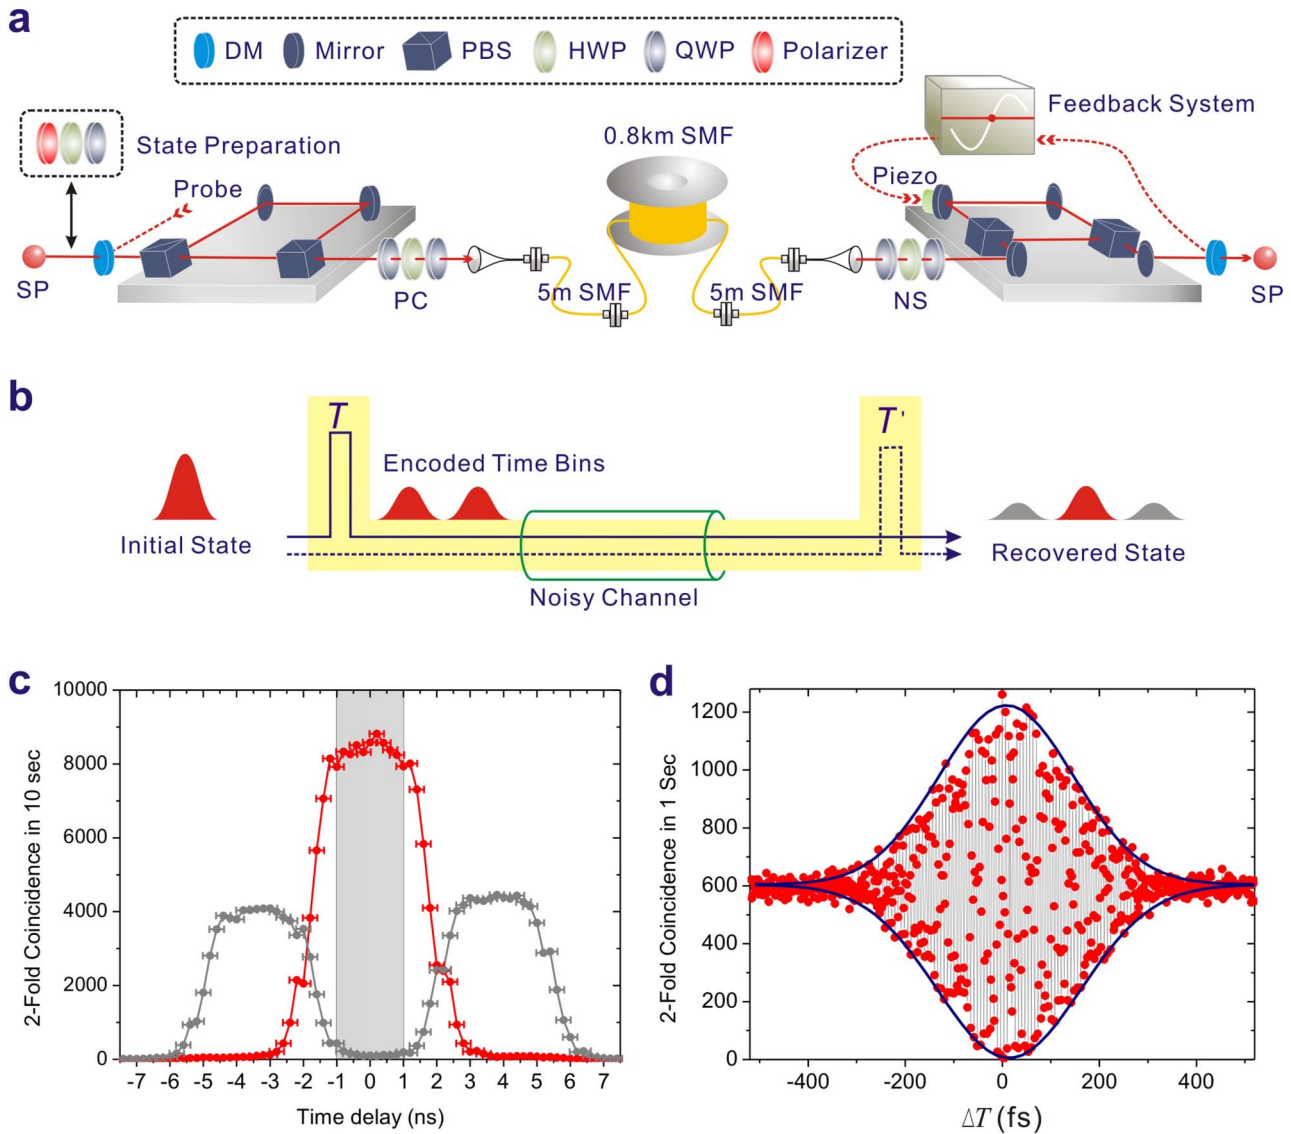 a
DM Mirror PBS HWP QWP Polarizer
State Preparation
Probe
SP
PC
0.8km SMF
5m SMF
5m SMF
Feedback System
Piezo
NS
SP
b
T
T'
Encoded Time Bins
Initial State
Recovered State
Noisy Channel
c
2-Fold Coincidence in 10 sec
10000
8000
6000
4000
2000
0
-7 -6 -5 -4 -3 -2 -1 0 1 2 3 4 5 6 7
Time delay (ns)
d
2-Fold Coincidence in 1 Sec
1200
1000
800
600
400
200
0
-400 -200 0 200 400
ΔT (fs)